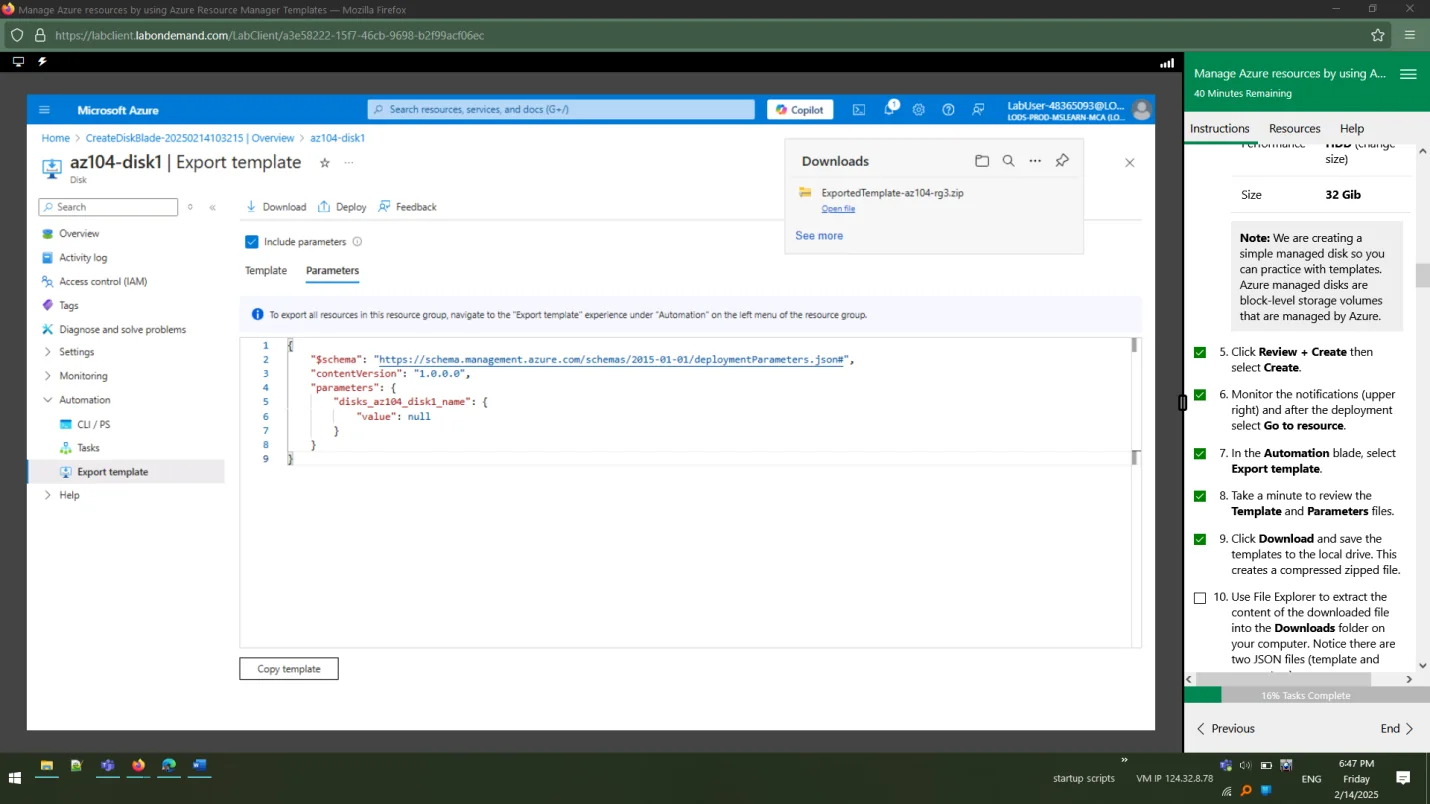 Manage Azure resources by using Azure Resource Manager Templates — Mozilla Firefox
https://labclient.labondemand.com/LabClient/a3e58222-15f7-46cb-9698-b2f99acf06ec
Microsoft Azure
Search resources, services, and docs (G+/)
Copilot
1
LabUser-48365093@LO...
LODS-PROD-MSLEARN-MCA (LO...
Home > CreateDiskBlade-20250214103215 | Overview > az104-disk1
az104-disk1 | Export template
Disk
Search
Overview
Activity log
Access control (IAM)
Tags
Diagnose and solve problems
Settings
Monitoring
Automation
CLI / PS
Tasks
Export template
Help
Download
Deploy
Feedback
Include parameters
Template
Parameters
To export all resources in this resource group, navigate to the "Export template" experience under "Automation" on the left menu of the resource group.
1 {
2 "$schema": "https://schema.management.azure.com/schemas/2015-01-01/deploymentParameters.json#",
3 "contentVersion": "1.0.0.0",
4 "parameters": {
5 "disks_az104_disk1_name": {
6 "value": null
7 }
8 }
9 }
Copy template
Downloads
ExportedTemplate-az104-rg3.zip
Open file
See more
Manage Azure resources by using A...
40 Minutes Remaining
Instructions
Resources
Help
Performance HDD (change
size)
Size 32 Gib
Note: We are creating a
simple managed disk so you
can practice with templates.
Azure managed disks are
block-level storage volumes
that are managed by Azure.
5. Click Review + Create then
select Create.
6. Monitor the notifications (upper
right) and after the deployment
select Go to resource.
7. In the Automation blade, select
Export template.
8. Take a minute to review the
Template and Parameters files.
9. Click Download and save the
templates to the local drive. This
creates a compressed zipped file.
10. Use File Explorer to extract the
content of the downloaded file
into the Downloads folder on
your computer. Notice there are
two JSON files (template and
16% Tasks Complete
Previous
End
startup scripts
VM IP 124.32.8.78
ENG
6:47 PM
Friday
2/14/2025